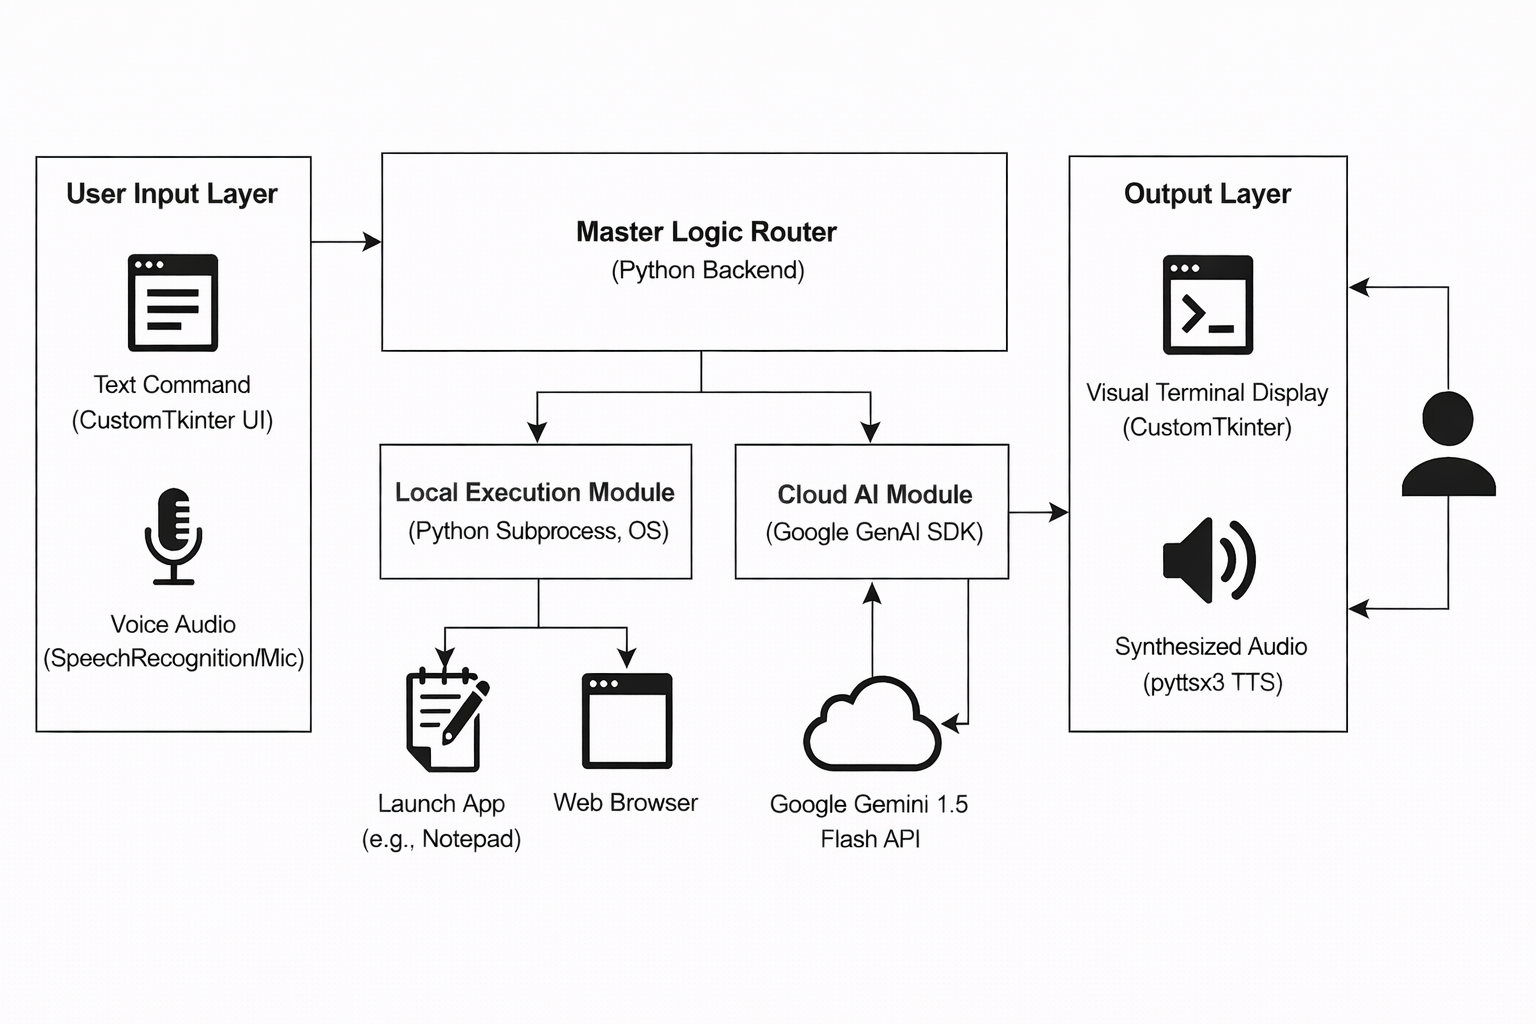 User Input Layer
Text Command
(CustomTkinter UI)
Voice Audio
(SpeechRecognition/Mic)
Master Logic Router
(Python Backend)
Local Execution Module
(Python Subprocess, OS)
Launch App
(e.g., Notepad)
Web Browser
Cloud AI Module
(Google GenAI SDK)
Google Gemini 1.5
Flash API
Output Layer
Visual Terminal Display
(CustomTkinter)
Synthesized Audio
(pyttsx3 TTS)